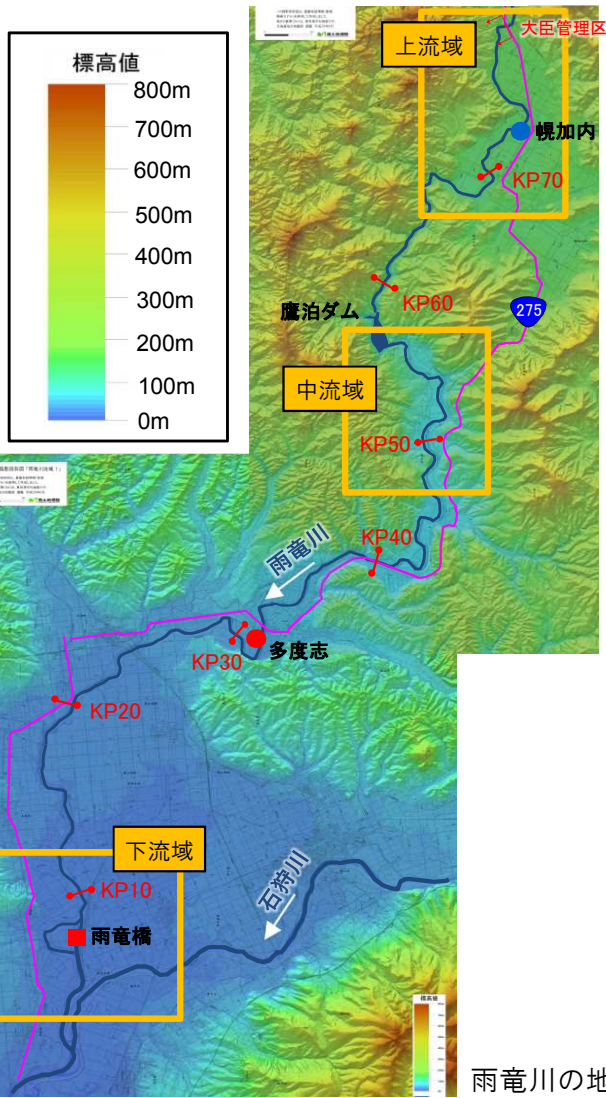 標高値
800m
700m
600m
500m
400m
300m
200m
100m
0m
大臣管理区
上流域
幌加内
KP70
KP60
鷹泊ダム
275
中流域
KP50
KP40
雨竜川
KP30
多度志
KP20
下流域
KP10
石狩川
雨竜橋
標高値
雨竜川の地